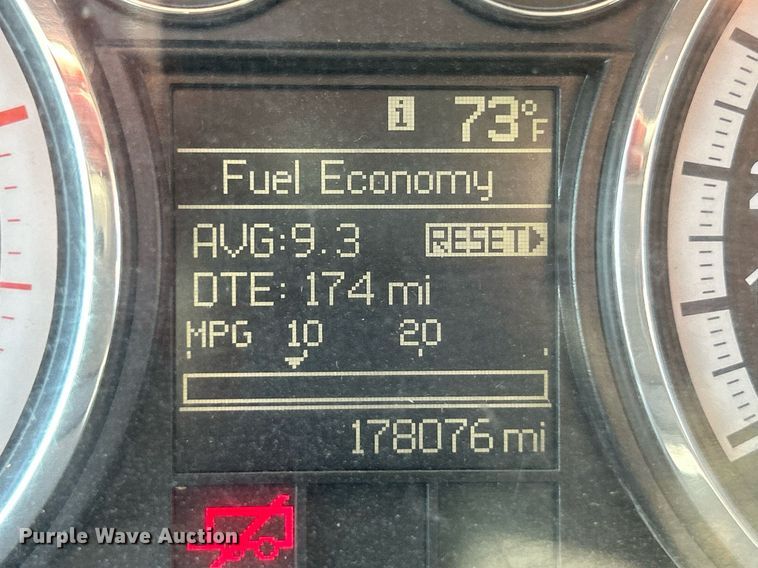 i 73°F
Fuel Economy
AVG:9.3 RESET
DTE: 174 mi
MPG 10 20
178076 mi
Purple Wave Auction